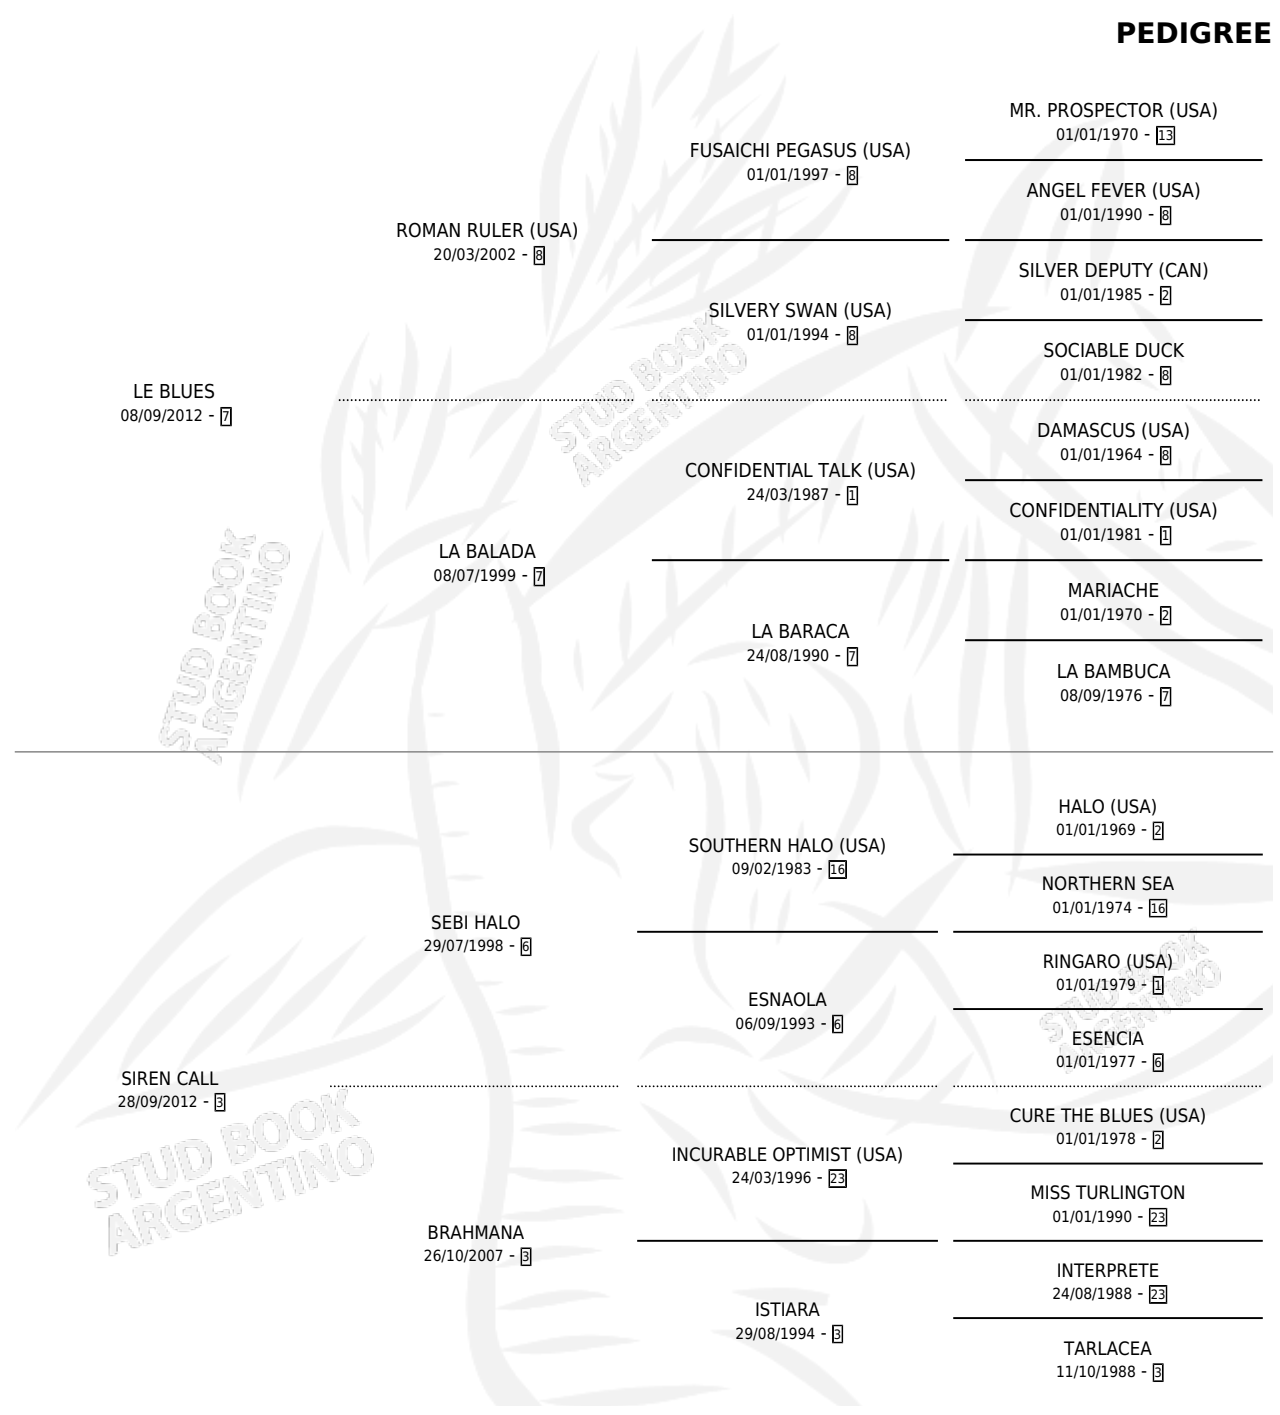 PEDIGREE
MR. PROSPECTOR (USA)
01/01/1970 - 13
FUSAICHI PEGASUS (USA)
01/01/1997 - 8
ANGEL FEVER (USA)
01/01/1990 - 8
ROMAN RULER (USA)
20/03/2002 - 8
SILVER DEPUTY (CAN)
01/01/1985 - 2
SILVERY SWAN (USA)
01/01/1994 - 8
SOCIABLE DUCK
01/01/1982 - 8
LE BLUES
08/09/2012 - 7
DAMASCUS (USA)
01/01/1964 - 8
CONFIDENTIAL TALK (USA)
24/03/1987 - 1
CONFIDENTIALITY (USA)
01/01/1981 - 1
LA BALADA
08/07/1999 - 7
MARIACHE
01/01/1970 - 2
LA BARACA
24/08/1990 - 7
LA BAMBUCA
08/09/1976 - 7
HALO (USA)
01/01/1969 - 2
SOUTHERN HALO (USA)
09/02/1983 - 16
NORTHERN SEA
01/01/1974 - 16
SEBI HALO
29/07/1998 - 6
RINGARO (USA)
01/01/1979 - 1
ESNAOLA
06/09/1993 - 6
ESENCIA
01/01/1977 - 6
SIREN CALL
28/09/2012 - 3
CURE THE BLUES (USA)
01/01/1978 - 2
INCURABLE OPTIMIST (USA)
24/03/1996 - 23
MISS TURLINGTON
01/01/1990 - 23
BRAHMANA
26/10/2007 - 3
INTERPRETE
24/08/1988 - 23
ISTIARA
29/08/1994 - 3
TARLACEA
11/10/1988 - 3
STUD BOOK
ARGENTINO
STUD BOOK
ARGENTINO
STUD BOOK
ARGENTINO
STUD BOOK
ARGENTINO